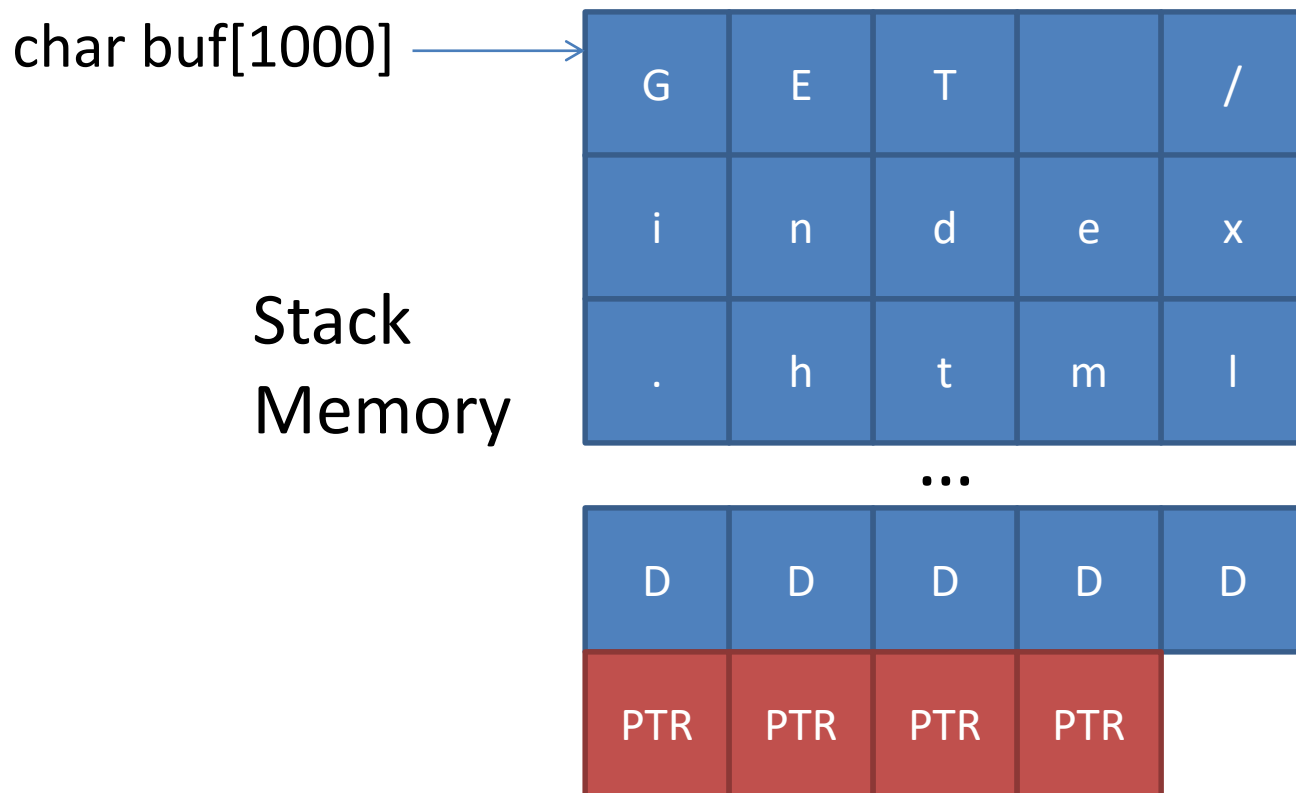 char buf[1000]
G E T /
i n d e x
Stack
Memory
. h t m l
...
D D D D D
PTR PTR PTR PTR